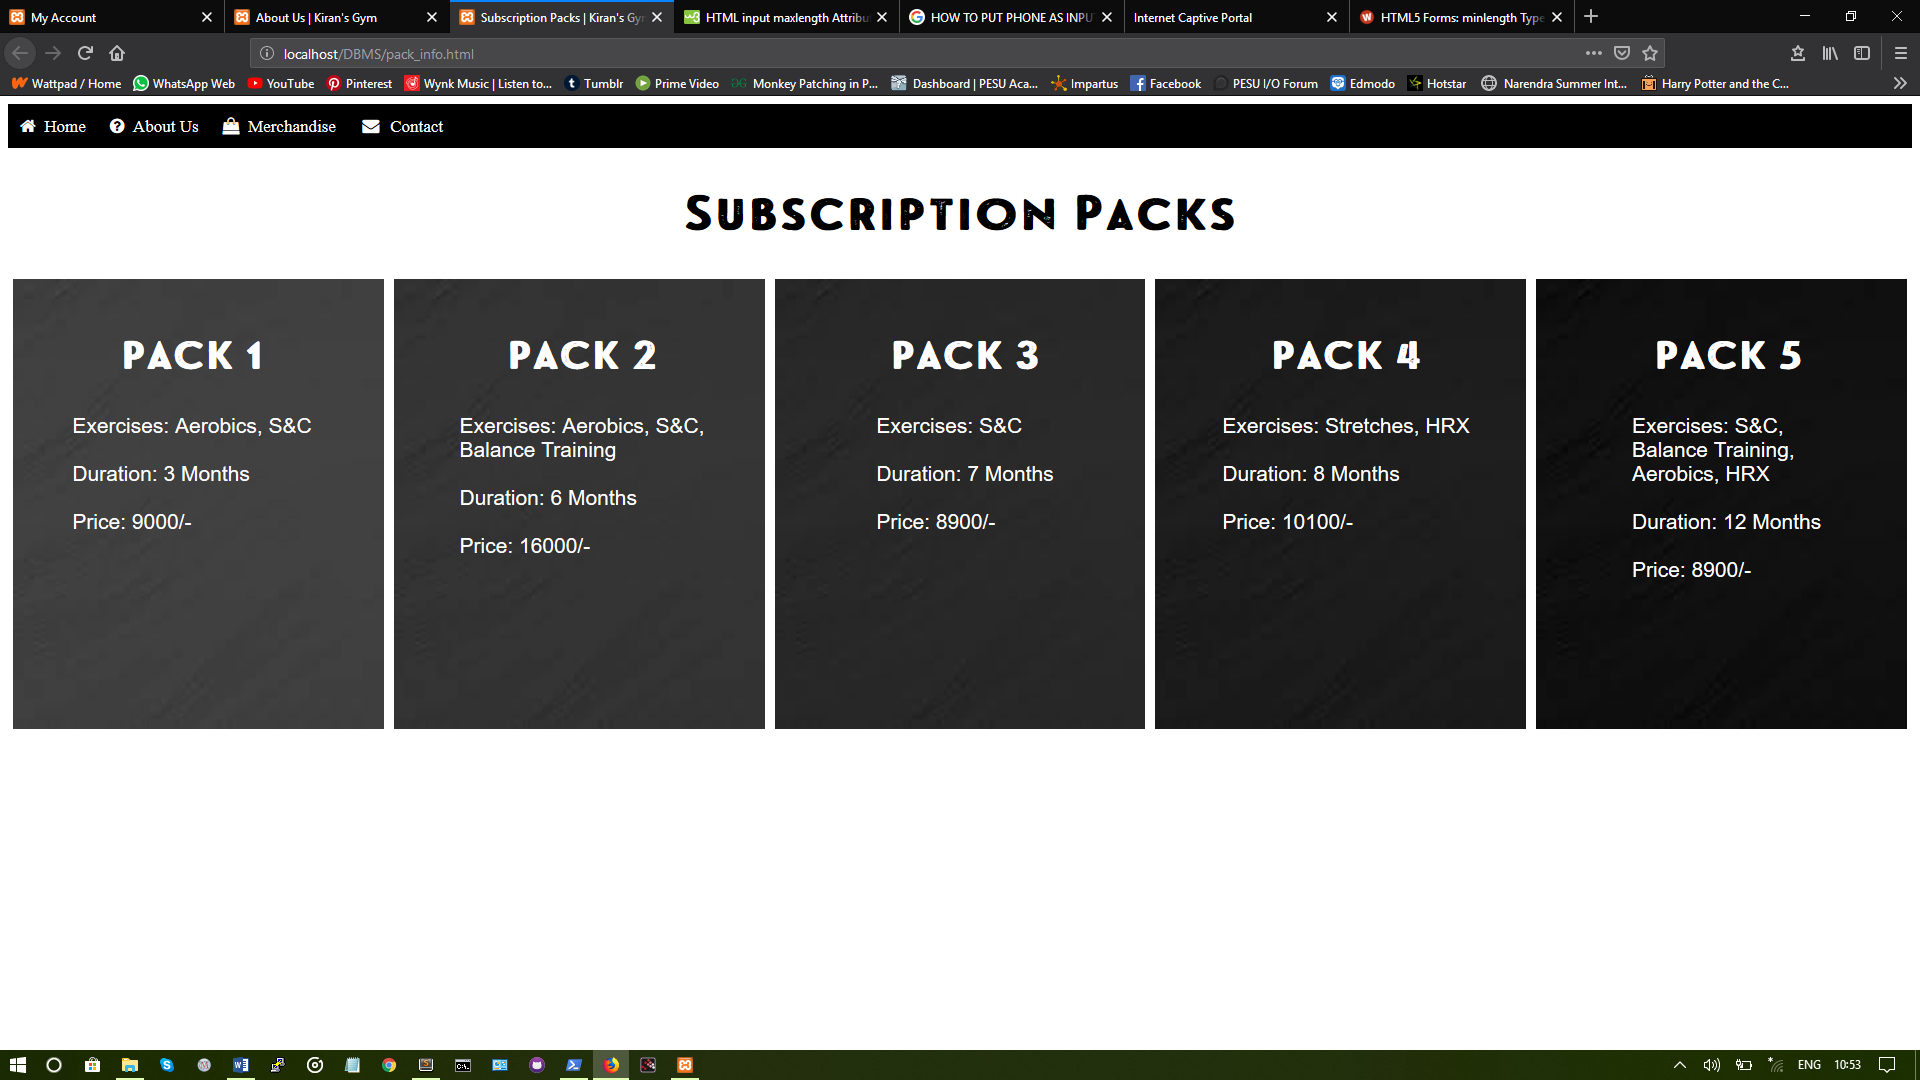 My Account
About Us | Kiran's Gym
Subscription Packs | Kiran's Gy
HTML input maxlength Attribu
HOW TO PUT PHONE AS INPU
Internet Captive Portal
HTML5 Forms: minlength Type
localhost/DBMS/pack_info.html
Wattpad / Home
WhatsApp Web
YouTube
Pinterest
Wynk Music | Listen to...
Tumblr
Prime Video
Monkey Patching in P...
Dashboard | PESU Aca...
Impartus
Facebook
PESU I/O Forum
Edmodo
Hotstar
Narendra Summer Int...
Harry Potter and the C...
Home
About Us
Merchandise
Contact
Subscription Packs
PACK 1
Exercises: Aerobics, S&C
Duration: 3 Months
Price: 9000/-
PACK 2
Exercises: Aerobics, S&C,
Balance Training
Duration: 6 Months
Price: 16000/-
PACK 3
Exercises: S&C
Duration: 7 Months
Price: 8900/-
PACK 4
Exercises: Stretches, HRX
Duration: 8 Months
Price: 10100/-
PACK 5
Exercises: S&C,
Balance Training,
Aerobics, HRX
Duration: 12 Months
Price: 8900/-
ENG
10:53